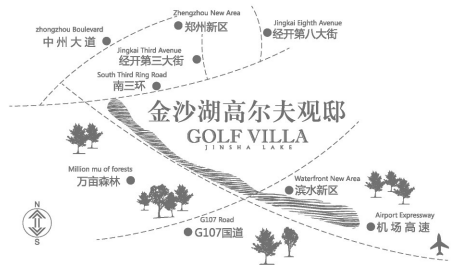 Zhengzhou New Area
郑州新区
Jingkai Eighth Avenue
经开第八大街
zhongzhou Boulevard
中州大道
Jingkai Third Avenue
经开第三大街
South Third Ring Road
南三环
金沙湖高尔夫观邸
GOLF VILLA
JINSHA LAKE
Million mu of forests
万亩森林
Waterfront New Area
滨水新区
G107 Road
G107国道
Airport Expressway
机场高速
N
S